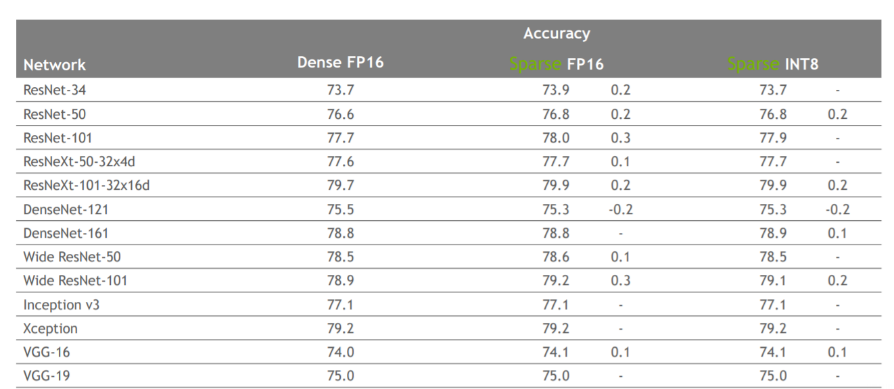 Accuracy
Network Dense FP16 Sparse FP16 Sparse INT8
ResNet-34 73.7 73.9 0.2 73.7 -
ResNet-50 76.6 76.8 0.2 76.8 0.2
ResNet-101 77.7 78.0 0.3 77.9 -
ResNeXt-50-32x4d 77.6 77.7 0.1 77.7 -
ResNeXt-101-32x16d 79.7 79.9 0.2 79.9 0.2
DenseNet-121 75.5 75.3 -0.2 75.3 -0.2
DenseNet-161 78.8 78.8 - 78.9 0.1
Wide ResNet-50 78.5 78.6 0.1 78.5 -
Wide ResNet-101 78.9 79.2 0.3 79.1 0.2
Inception v3 77.1 77.1 - 77.1 -
Xception 79.2 79.2 - 79.2 -
VGG-16 74.0 74.1 0.1 74.1 0.1
VGG-19 75.0 75.0 - 75.0 -